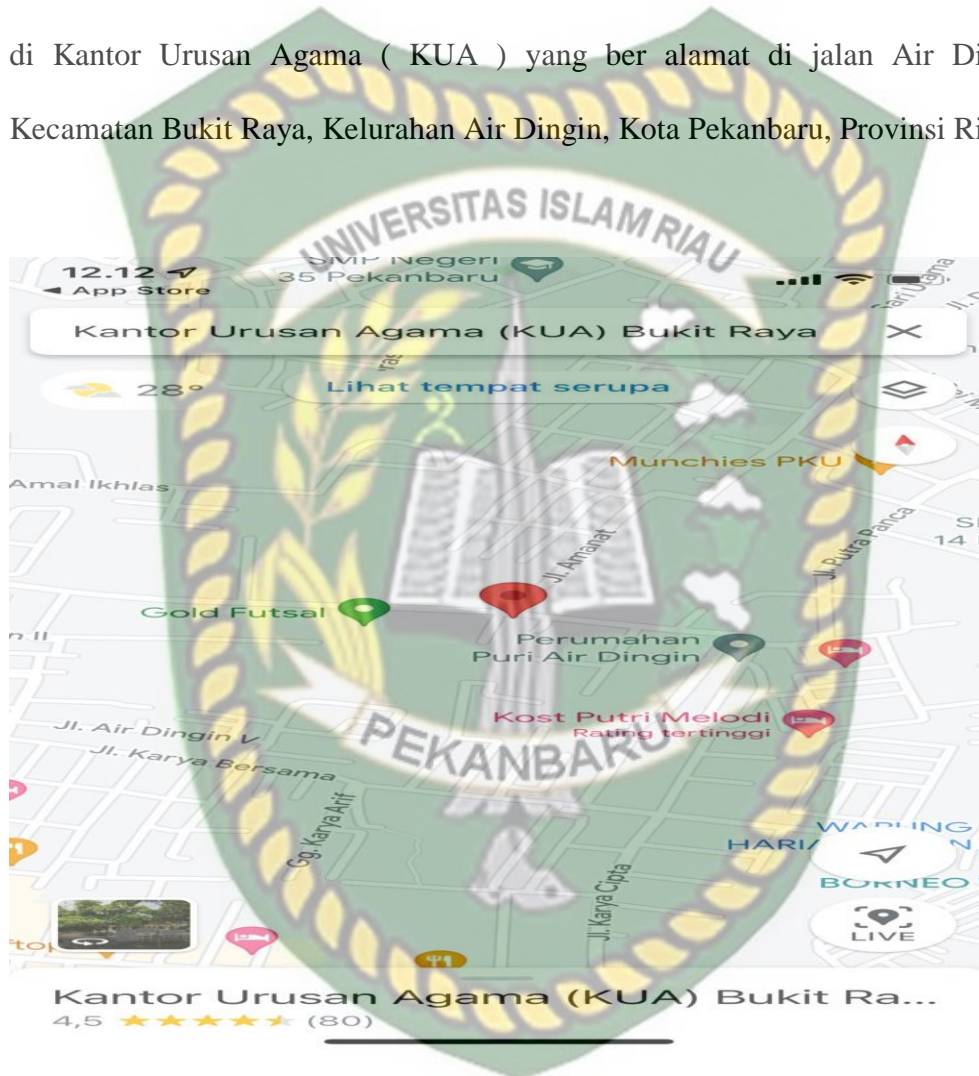 di Kantor Urusan Agama ( KUA ) yang ber alamat di jalan Air Di
Kecamatan Bukit Raya, Kelurahan Air Dingin, Kota Pekanbaru, Provinsi Ri
UNIVERSITAS ISLAM RIAU
12.12
App Store
SMP Negeri
35 Pekanbaru
Kantor Urusan Agama (KUA) Bukit Raya
28°
Lihat tempat serupa
Munchies PKU
Amal Ikhlas
14
Jl. Putra Panca
Jl. Amanat
Gold Futsal
Perumahan
Puri Air Dingin
Kost Putri Melodi
Rating tertinggi
PEKANBARU
Jl. Air Dingin V
Jl. Karya Bersama
Gg. Karya Arif
Jl. Karya Cipta
WARUNG
BORNEO
LIVE
Kantor Urusan Agama (KUA) Bukit Ra...
4,5 (80)